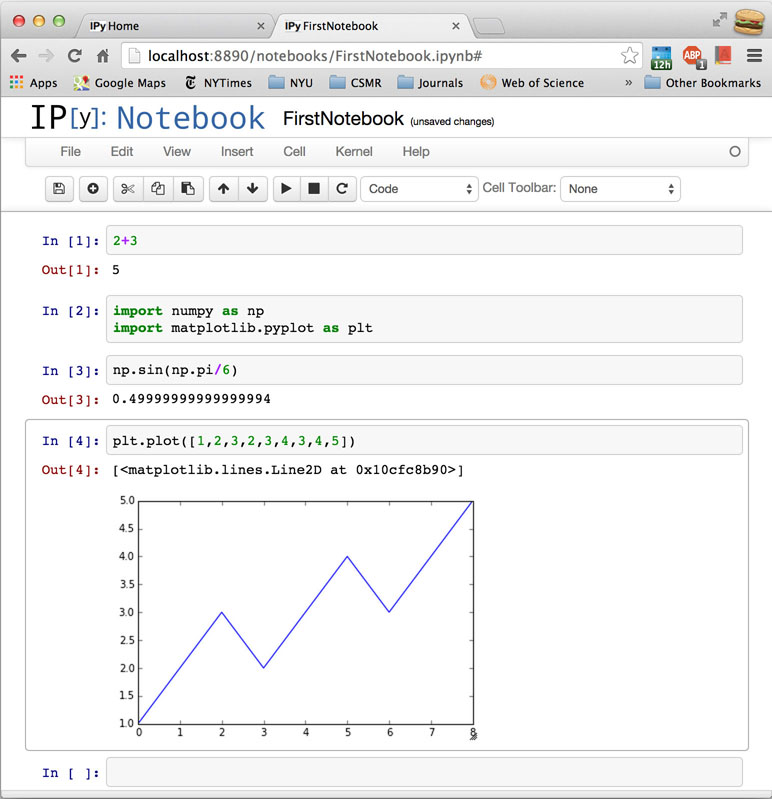 IPy Home
IPy FirstNotebook
localhost:8890/notebooks/FirstNotebook.ipynb#
12h
ABP
1
Apps Google Maps NYTimes NYU CSMR Journals Web of Science » Other Bookmarks
IP[y]: Notebook FirstNotebook (unsaved changes)
File Edit View Insert Cell Kernel Help
Code Cell Toolbar: None
In [1]: 2+3
Out[1]: 5
In [2]: import numpy as np
import matplotlib.pyplot as plt
In [3]: np.sin(np.pi/6)
Out[3]: 0.49999999999999994
In [4]: plt.plot([1,2,3,2,3,4,3,4,5])
Out[4]: [<matplotlib.lines.Line2D at 0x10cfc8b90>]
5.0
4.5
4.0
3.5
3.0
2.5
2.0
1.5
1.0
0 1 2 3 4 5 6 7 8
In [ ]: